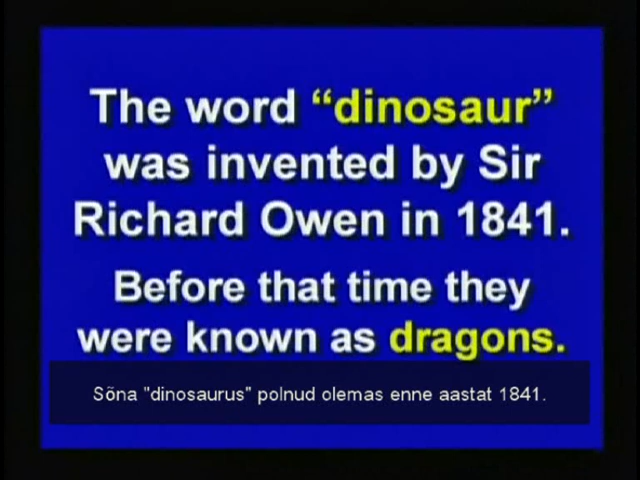 The word “dinosaur”
was invented by Sir
Richard Owen in 1841.
Before that time they
were known as dragons.
Sõna "dinosaurus" polnud olemas enne aastat 1841.